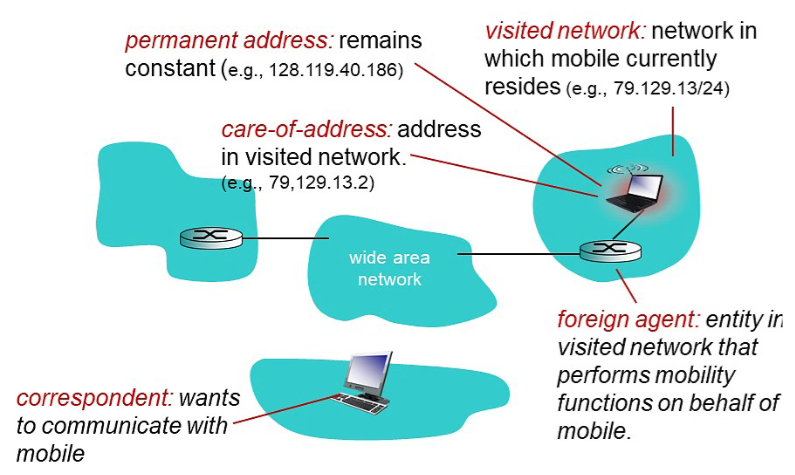 permanent address: remains
constant (e.g., 128.119.40.186)
visited network: network in
which mobile currently
resides (e.g., 79.129.13/24)
care-of-address: address
in visited network.
(e.g., 79,129.13.2)
wide area
network
foreign agent: entity in
visited network that
performs mobility
functions on behalf of
mobile.
correspondent: wants
to communicate with
mobile